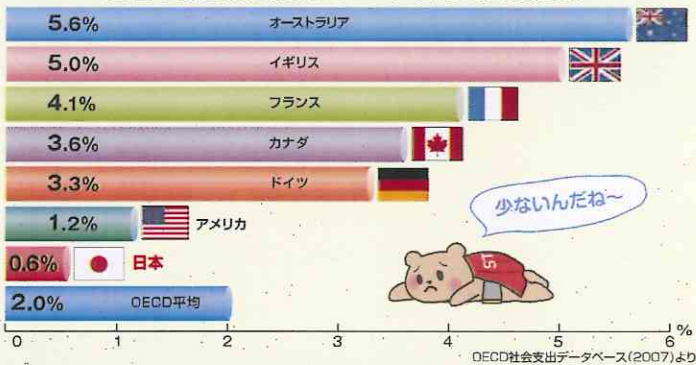 5.6% オーストラリア
5.0% イギリス
4.1% フランス
3.6% カナダ
3.3% ドイツ
1.2% アメリカ
0.6% 日本
2.0% OECD平均
少ないんだね～
0 1 2 3 4 5 6 %
OECD社会支出データベース(2007)より